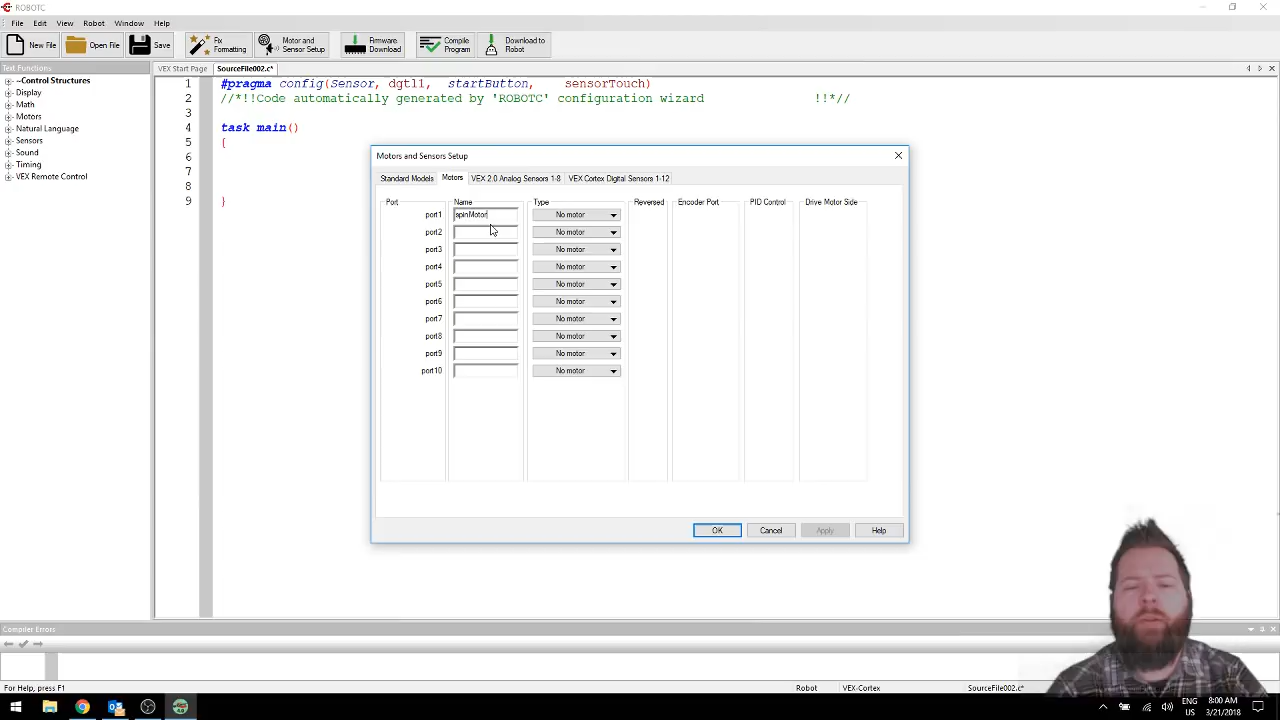 ROBOTC
File Edit View Robot Window Help
New File Open File Save Fix Formatting Motor and Sensor Setup Firmware Download Compile Program Download to Robot
Text Functions
VEX Start Page SourceFile002.c*
~Control Structures
Display
Math
Motors
Natural Language
Sensors
Sound
Timing
VEX Remote Control
1 #pragma config(Sensor, dgtl1, startButton, sensorTouch)
2 //*!!Code automatically generated by 'ROBOTC' configuration wizard !!*//
3
4 task main()
5 {
6
7
8
9 }
Motors and Sensors Setup
Standard Models Motors VEX 2.0 Analog Sensors 1-8 VEX Cortex Digital Sensors 1-12
Port Name Type Reversed Encoder Port PID Control Drive Motor Side
port1 spinMotor No motor
port2 No motor
port3 No motor
port4 No motor
port5 No motor
port6 No motor
port7 No motor
port8 No motor
port9 No motor
port10 No motor
OK Cancel Apply Help
Compiler Errors
For Help, press F1 Robot VEX-Cortex SourceFile002.c*
ENG 8:00 AM
US 3/21/2018